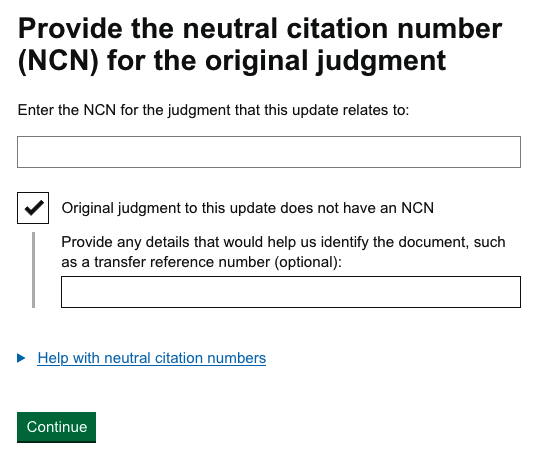 Provide the neutral citation number
(NCN) for the original judgment
Enter the NCN for the judgment that this update relates to:
Original judgment to this update does not have an NCN
Provide any details that would help us identify the document, such
as a transfer reference number (optional):
Help with neutral citation numbers
Continue